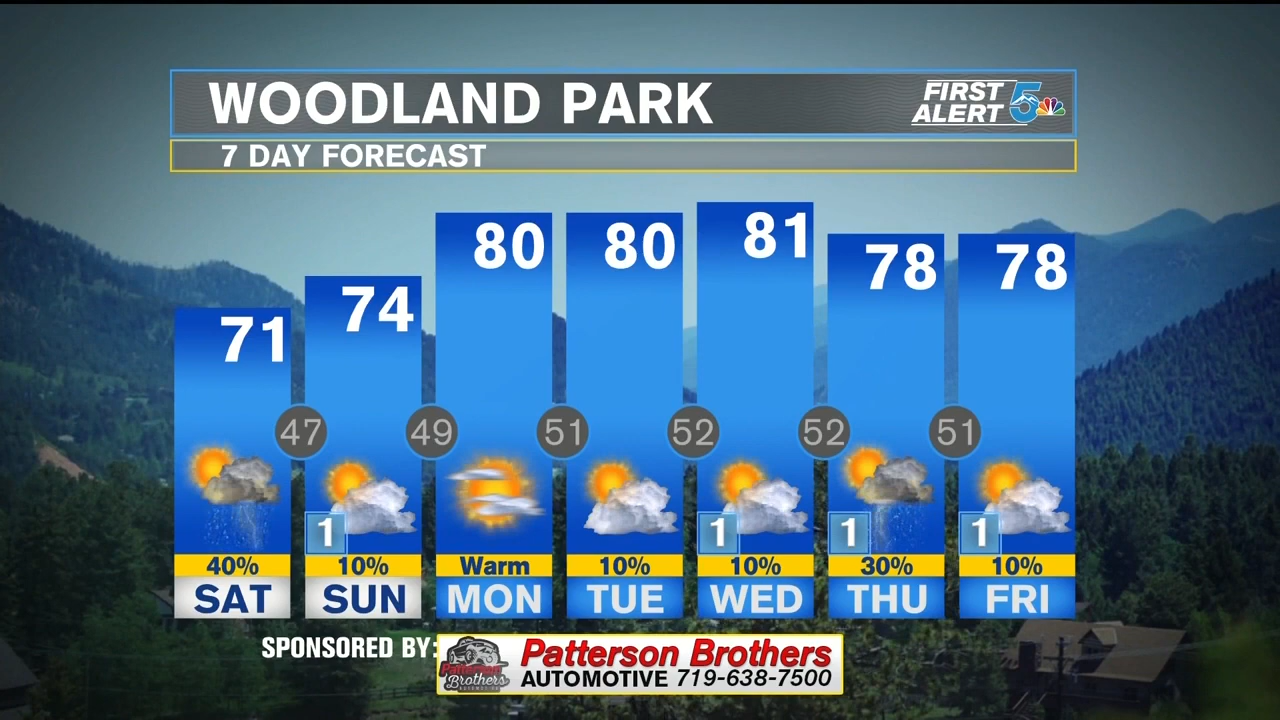 WOODLAND PARK
FIRST
ALERT 5
7 DAY FORECAST
71 74 80 80 81 78 78
47 49 51 52 52 51
1 1 1 1
40% 10% Warm 10% 10% 30% 10%
SAT SUN MON TUE WED THU FRI
SPONSORED BY:
Patterson
Brothers
Patterson Brothers
AUTOMOTIVE 719-638-7500